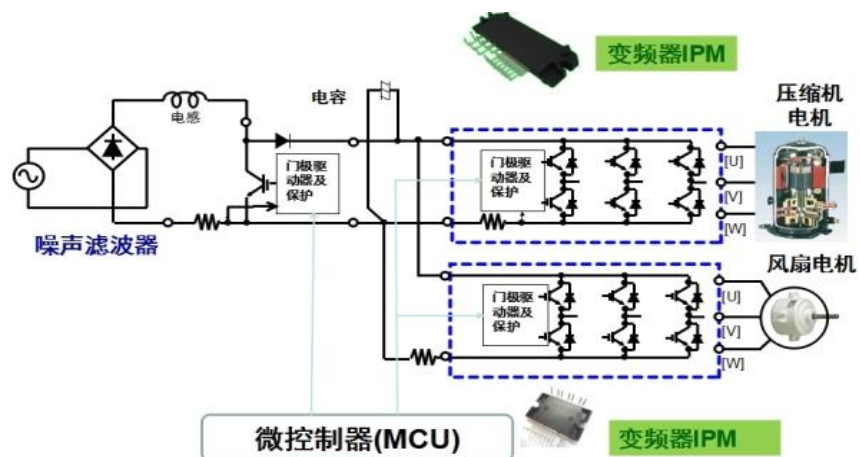 变频器IPM
电容
电感
压缩机
电机
门极驱
动器及
保护
门极驱
动器及
保护
[U]
[V]
[W]
噪声滤波器
风扇电机
门极驱
动器及
保护
[U]
[V]
[W]
微控制器(MCU)
变频器IPM